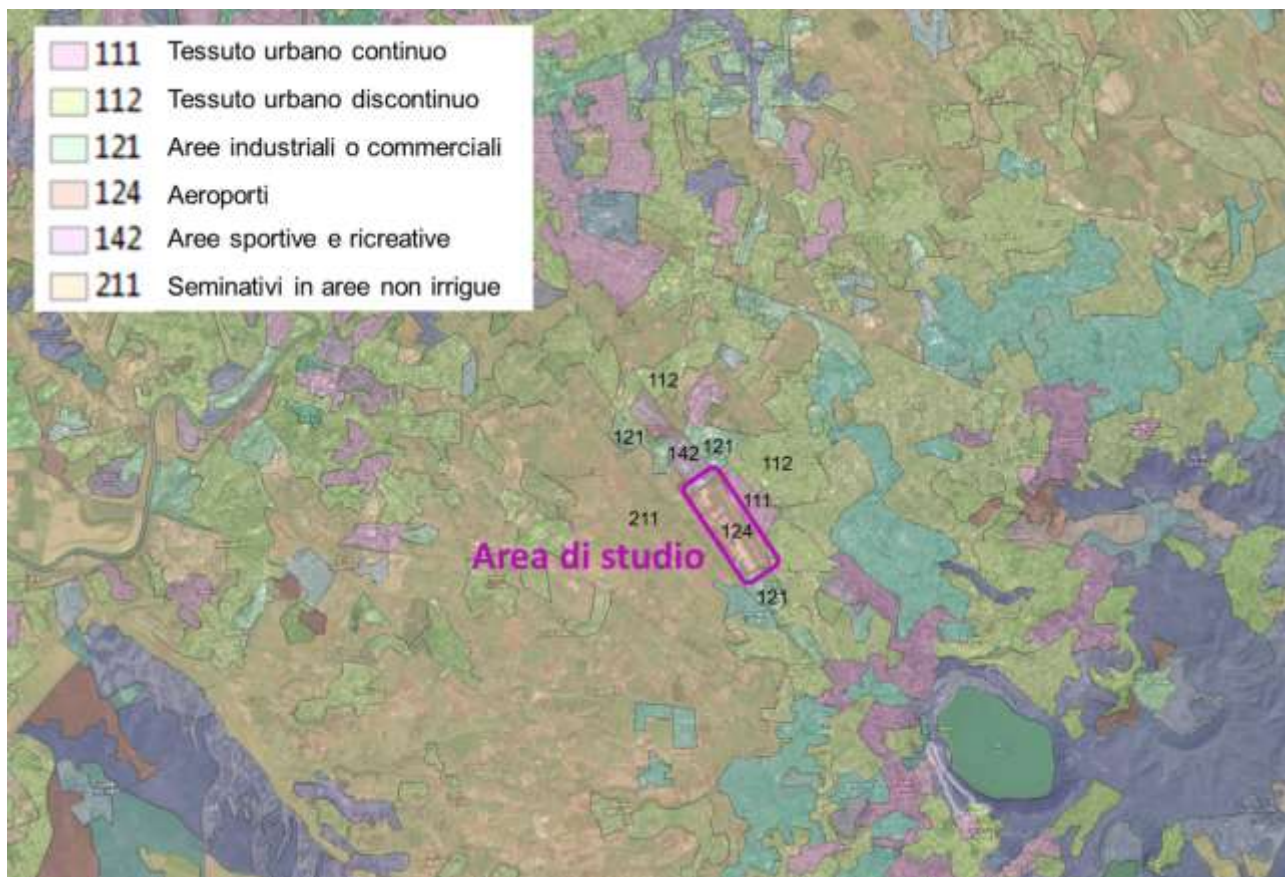 111 Tessuto urbano continuo
112 Tessuto urbano discontinuo
121 Aree industriali o commerciali
124 Aeroporti
142 Aree sportive e ricreative
211 Seminativi in aree non irrigue
112
121
142
121
112
111
211
124
Area di studio
121